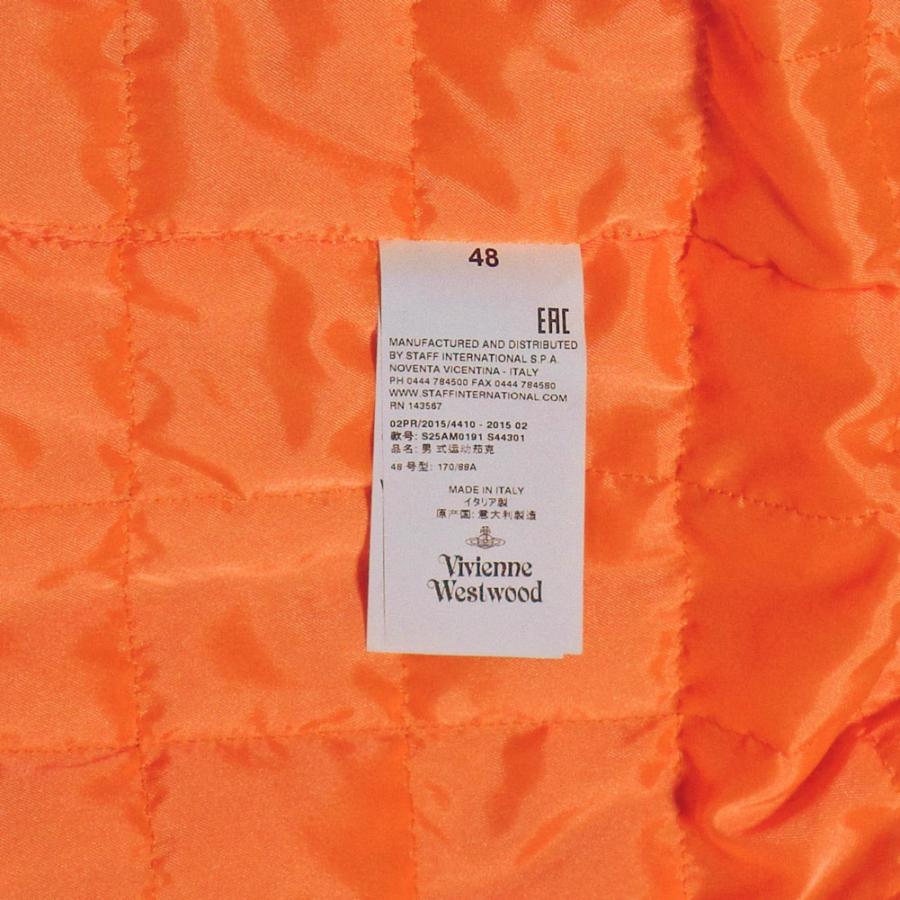 48
EAC
MANUFACTURED AND DISTRIBUTED
BY STAFF INTERNATIONAL S.P.A.
NOVENTA VICENTINA - ITALY
PH 0444 784500 FAX 0444 784580
WWW.STAFFINTERNATIONAL.COM
RN 143567
02PR/2015/4410 - 2015 02
款号: S25AM0191 S44301
品名: 男式运动茄克
48 号型: 170/88A
MADE IN ITALY
イタリア製
原产国: 意大利製造
Vivienne
Westwood